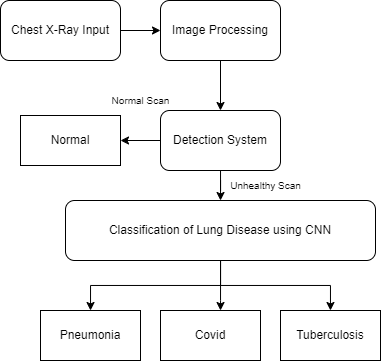 Chest X-Ray Input
Image Processing
Normal Scan
Normal
Detection System
Unhealthy Scan
Classification of Lung Disease using CNN
Pneumonia
Covid
Tuberculosis